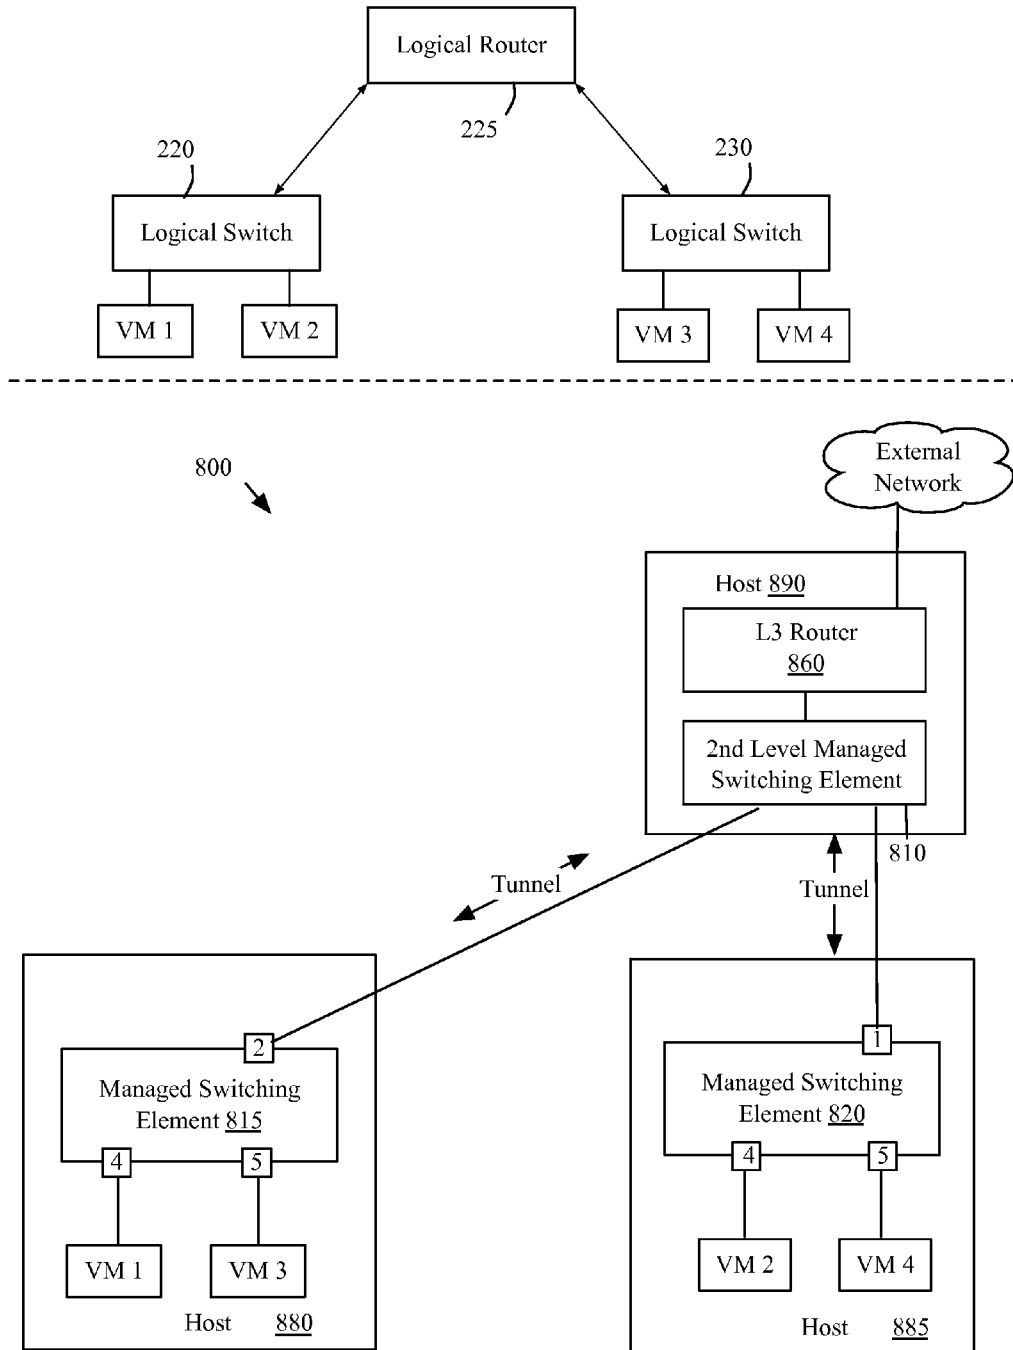 Logical Router
225
220
230
Logical Switch
Logical Switch
VM 1
VM 2
VM 3
VM 4
800
External
Network
Host 890
L3 Router
860
2nd Level Managed
Switching Element
810
Tunnel
Tunnel
2
1
Managed Switching
Element 815
Managed Switching
Element 820
4
5
4
5
VM 1
VM 3
VM 2
VM 4
Host 880
Host 885